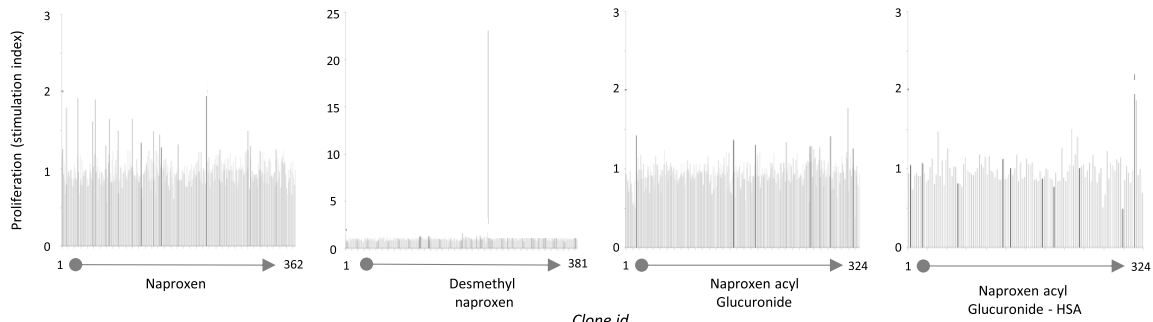 Proliferation (stimulation index)
3
2
1
0
1
362
Naproxen
25
20
15
10
5
0
1
381
Desmethyl
naproxen
3
2
1
0
1
324
Naproxen acyl
Glucuronide
3
2
1
0
1
324
Naproxen acyl
Glucuronide - HSA
Clone id